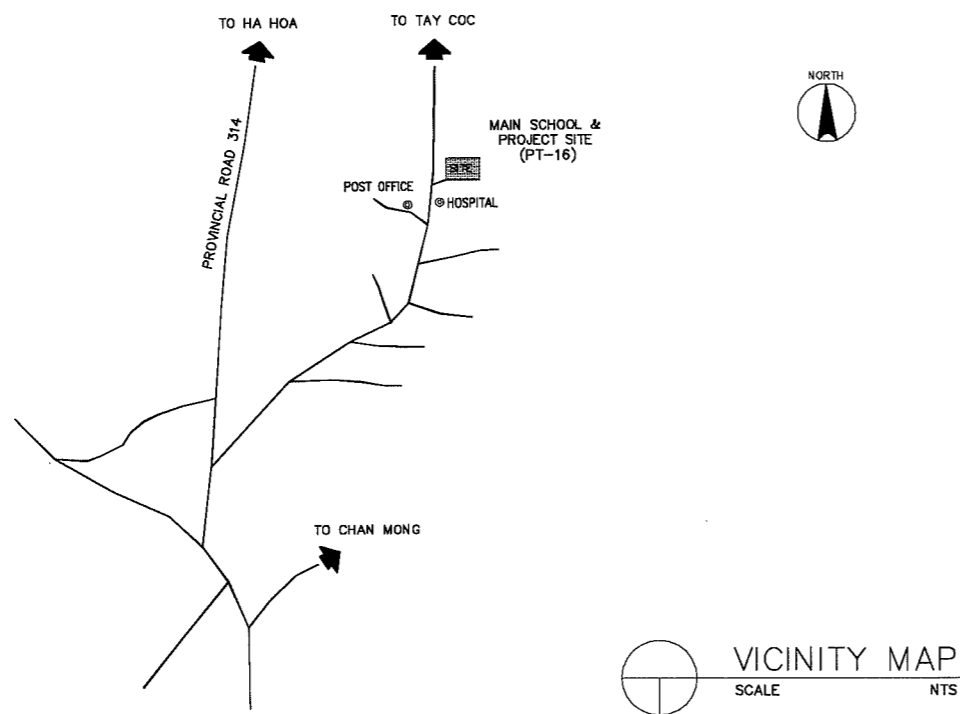 TO HA HOA
TO TAY COC
NORTH
PROVINCIAL ROAD 314
MAIN SCHOOL &
PROJECT SITE
(PT-16)
SITE
POST OFFICE
HOSPITAL
TO CHAN MONG
VICINITY MAP
SCALE NTS